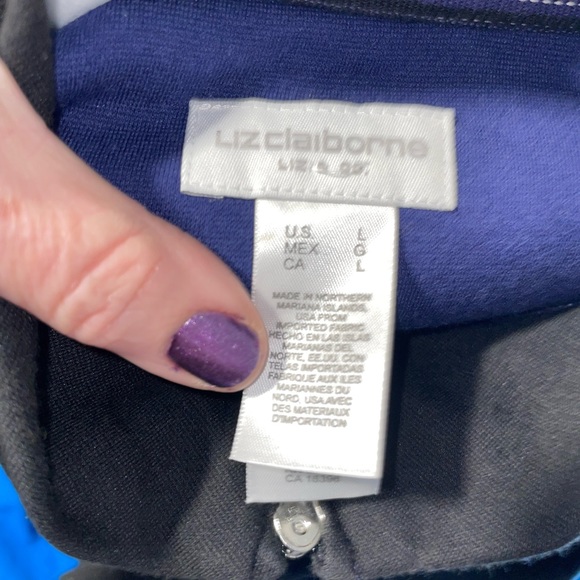 Liz claiborne
LIZ & CO.
U.S. L
MEX G
CA L
MADE IN NORTHERN
MARIANA ISLANDS,
USA FROM
IMPORTED FABRIC
HECHO EN LAS ISLAS
MARIANAS DEL
NORTE, EE.UU. CON
TELAS IMPORTADAS
FABRIQUE AUX ILES
MARIANNES DU
NORD, USA AVEC
DES MATERIAUX
D'IMPORTATION
CA